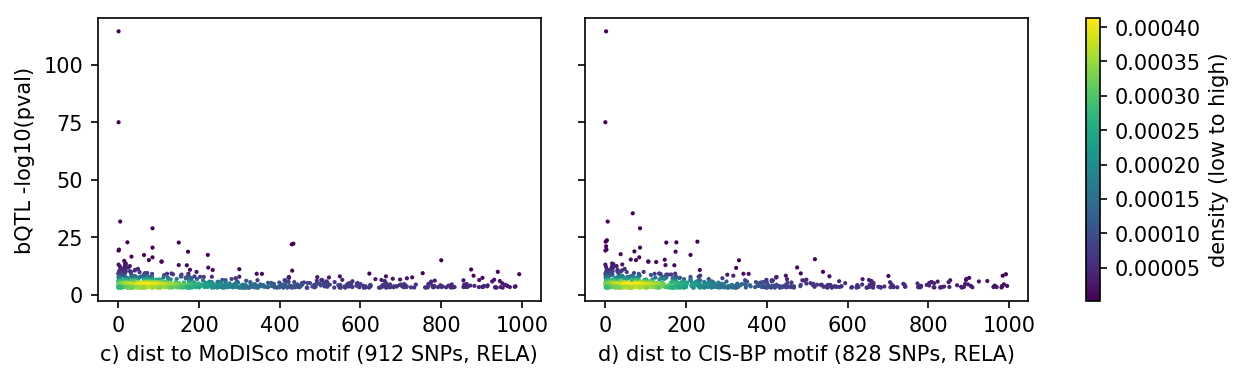 bQTL -log10(pval)
100
75
50
25
0
0 200 400 600 800 1000
c) dist to MoDISco motif (912 SNPs, RELA)
0 200 400 600 800 1000
d) dist to CIS-BP motif (828 SNPs, RELA)
0.00040
0.00035
0.00030
0.00025
0.00020
0.00015
0.00010
0.00005
density (low to high)